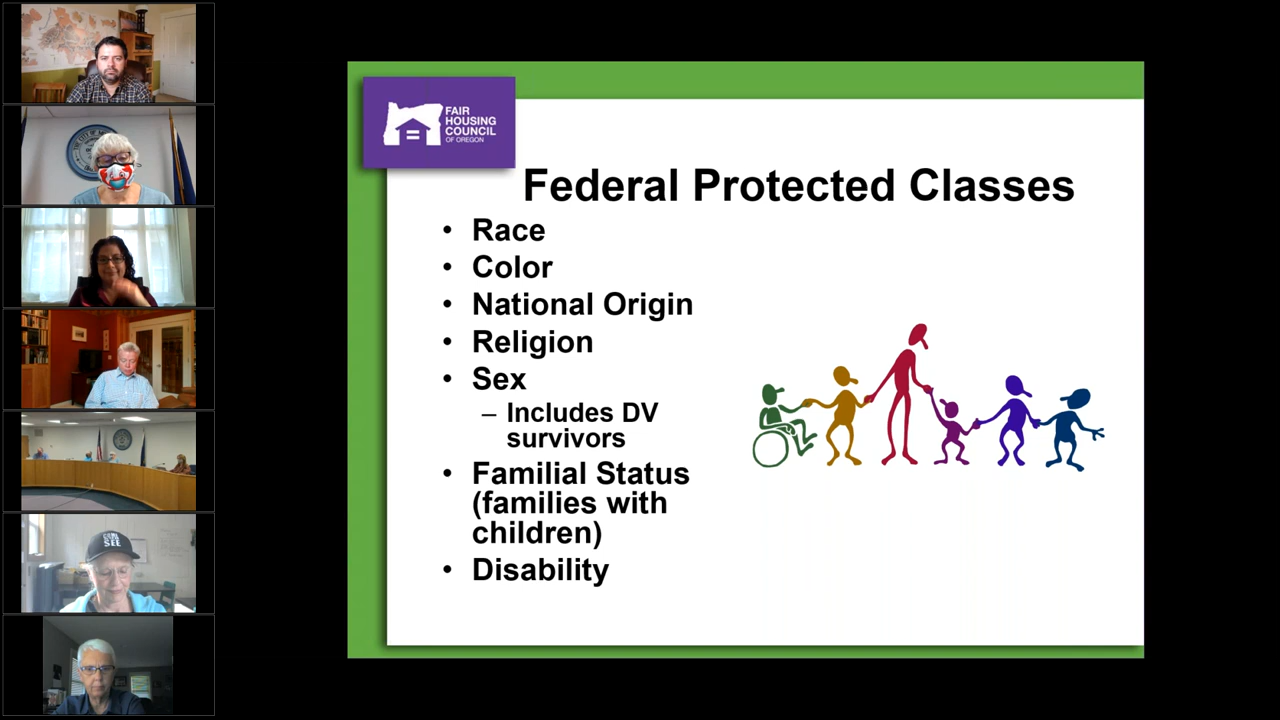 FAIR
HOUSING
COUNCIL
OF OREGON
Federal Protected Classes
• Race
• Color
• National Origin
• Religion
• Sex
– Includes DV
survivors
• Familial Status
(families with
children)
• Disability
SEE